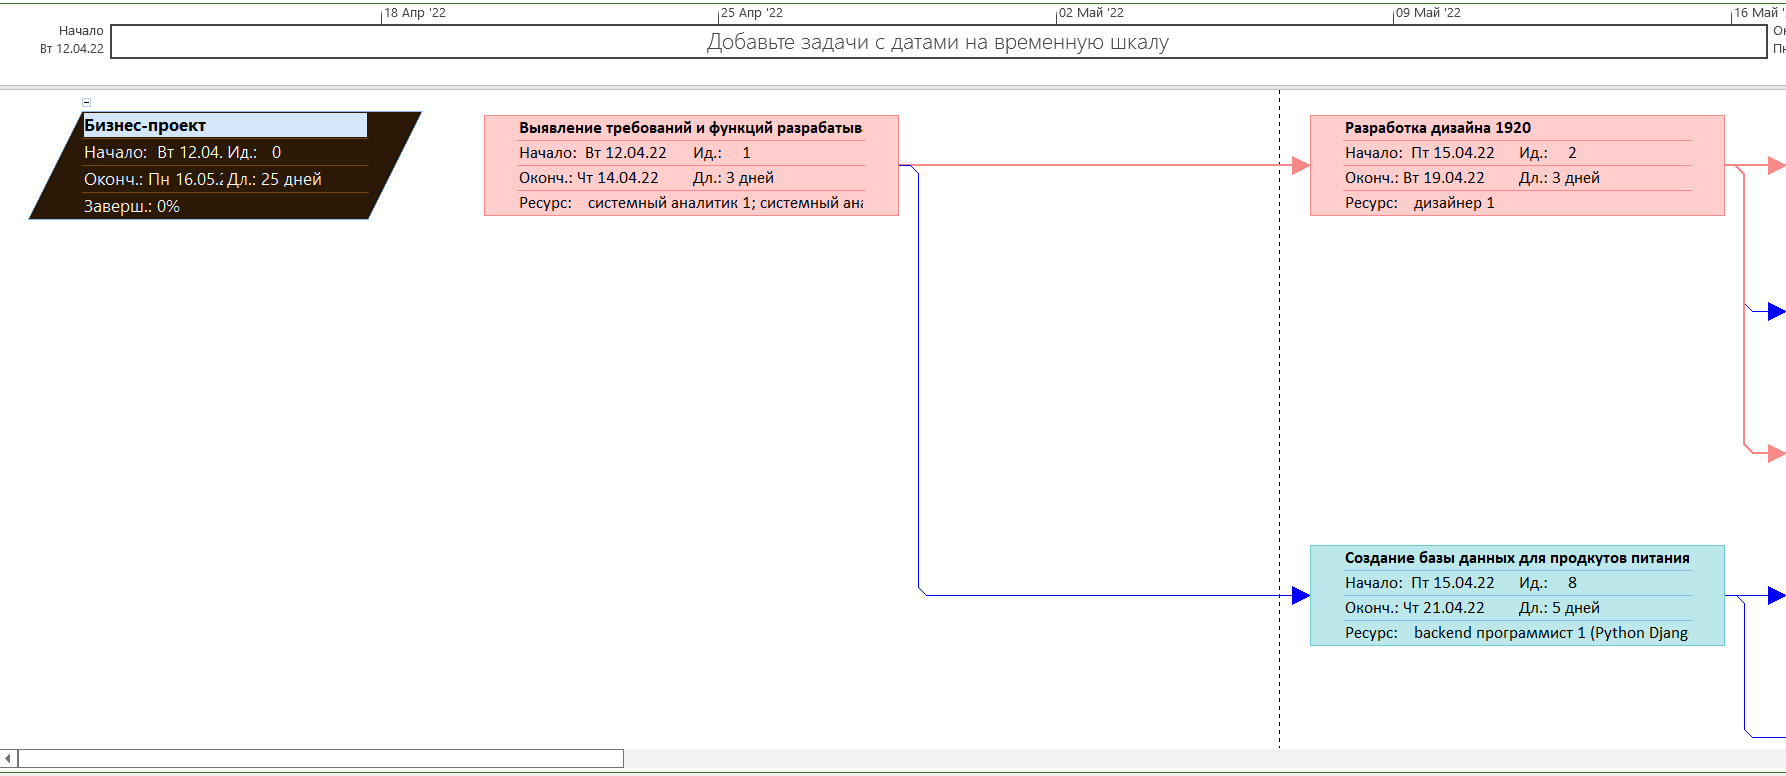 18 Апр '22
25 Апр '22
02 Май '22
09 Май '22
16 Май '
Начало
Вт 12.04.22
Добавьте задачи с датами на временную шкалу
Ок
Пн
Бизнес-проект
Начало: Вт 12.04. Ид.: 0
Оконч.: Пн 16.05.2 Дл.: 25 дней
Заверш.: 0%
Выявление требований и функций разрабатыв
Начало: Вт 12.04.22 Ид.: 1
Оконч.: Чт 14.04.22 Дл.: 3 дней
Ресурс: системный аналитик 1; системный ана
Разработка дизайна 1920
Начало: Пт 15.04.22 Ид.: 2
Оконч.: Вт 19.04.22 Дл.: 3 дней
Ресурс: дизайнер 1
Создание базы данных для продкутов питания
Начало: Пт 15.04.22 Ид.: 8
Оконч.: Чт 21.04.22 Дл.: 5 дней
Ресурс: backend программист 1 (Python Djang